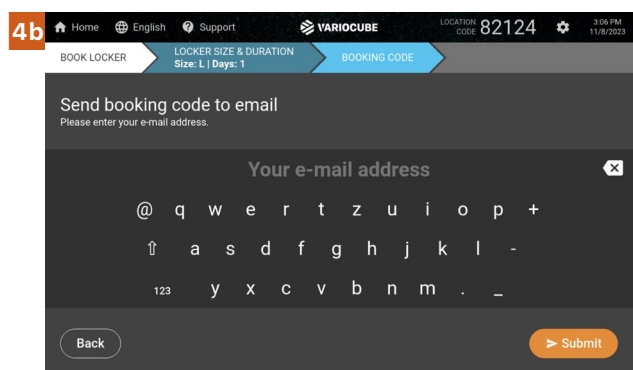 4b
Home English Support VARIOCUBE LOCATION CODE 82124 3:06 PM 11/8/2023
BOOK LOCKER LOCKER SIZE & DURATION Size: L | Days: 1 BOOKING CODE
Send booking code to email
Please enter your e-mail address.
Your e-mail address
@ q w e r t z u i o p +
⇧ a s d f g h j k l -
123 y x c v b n m . _
Back Submit